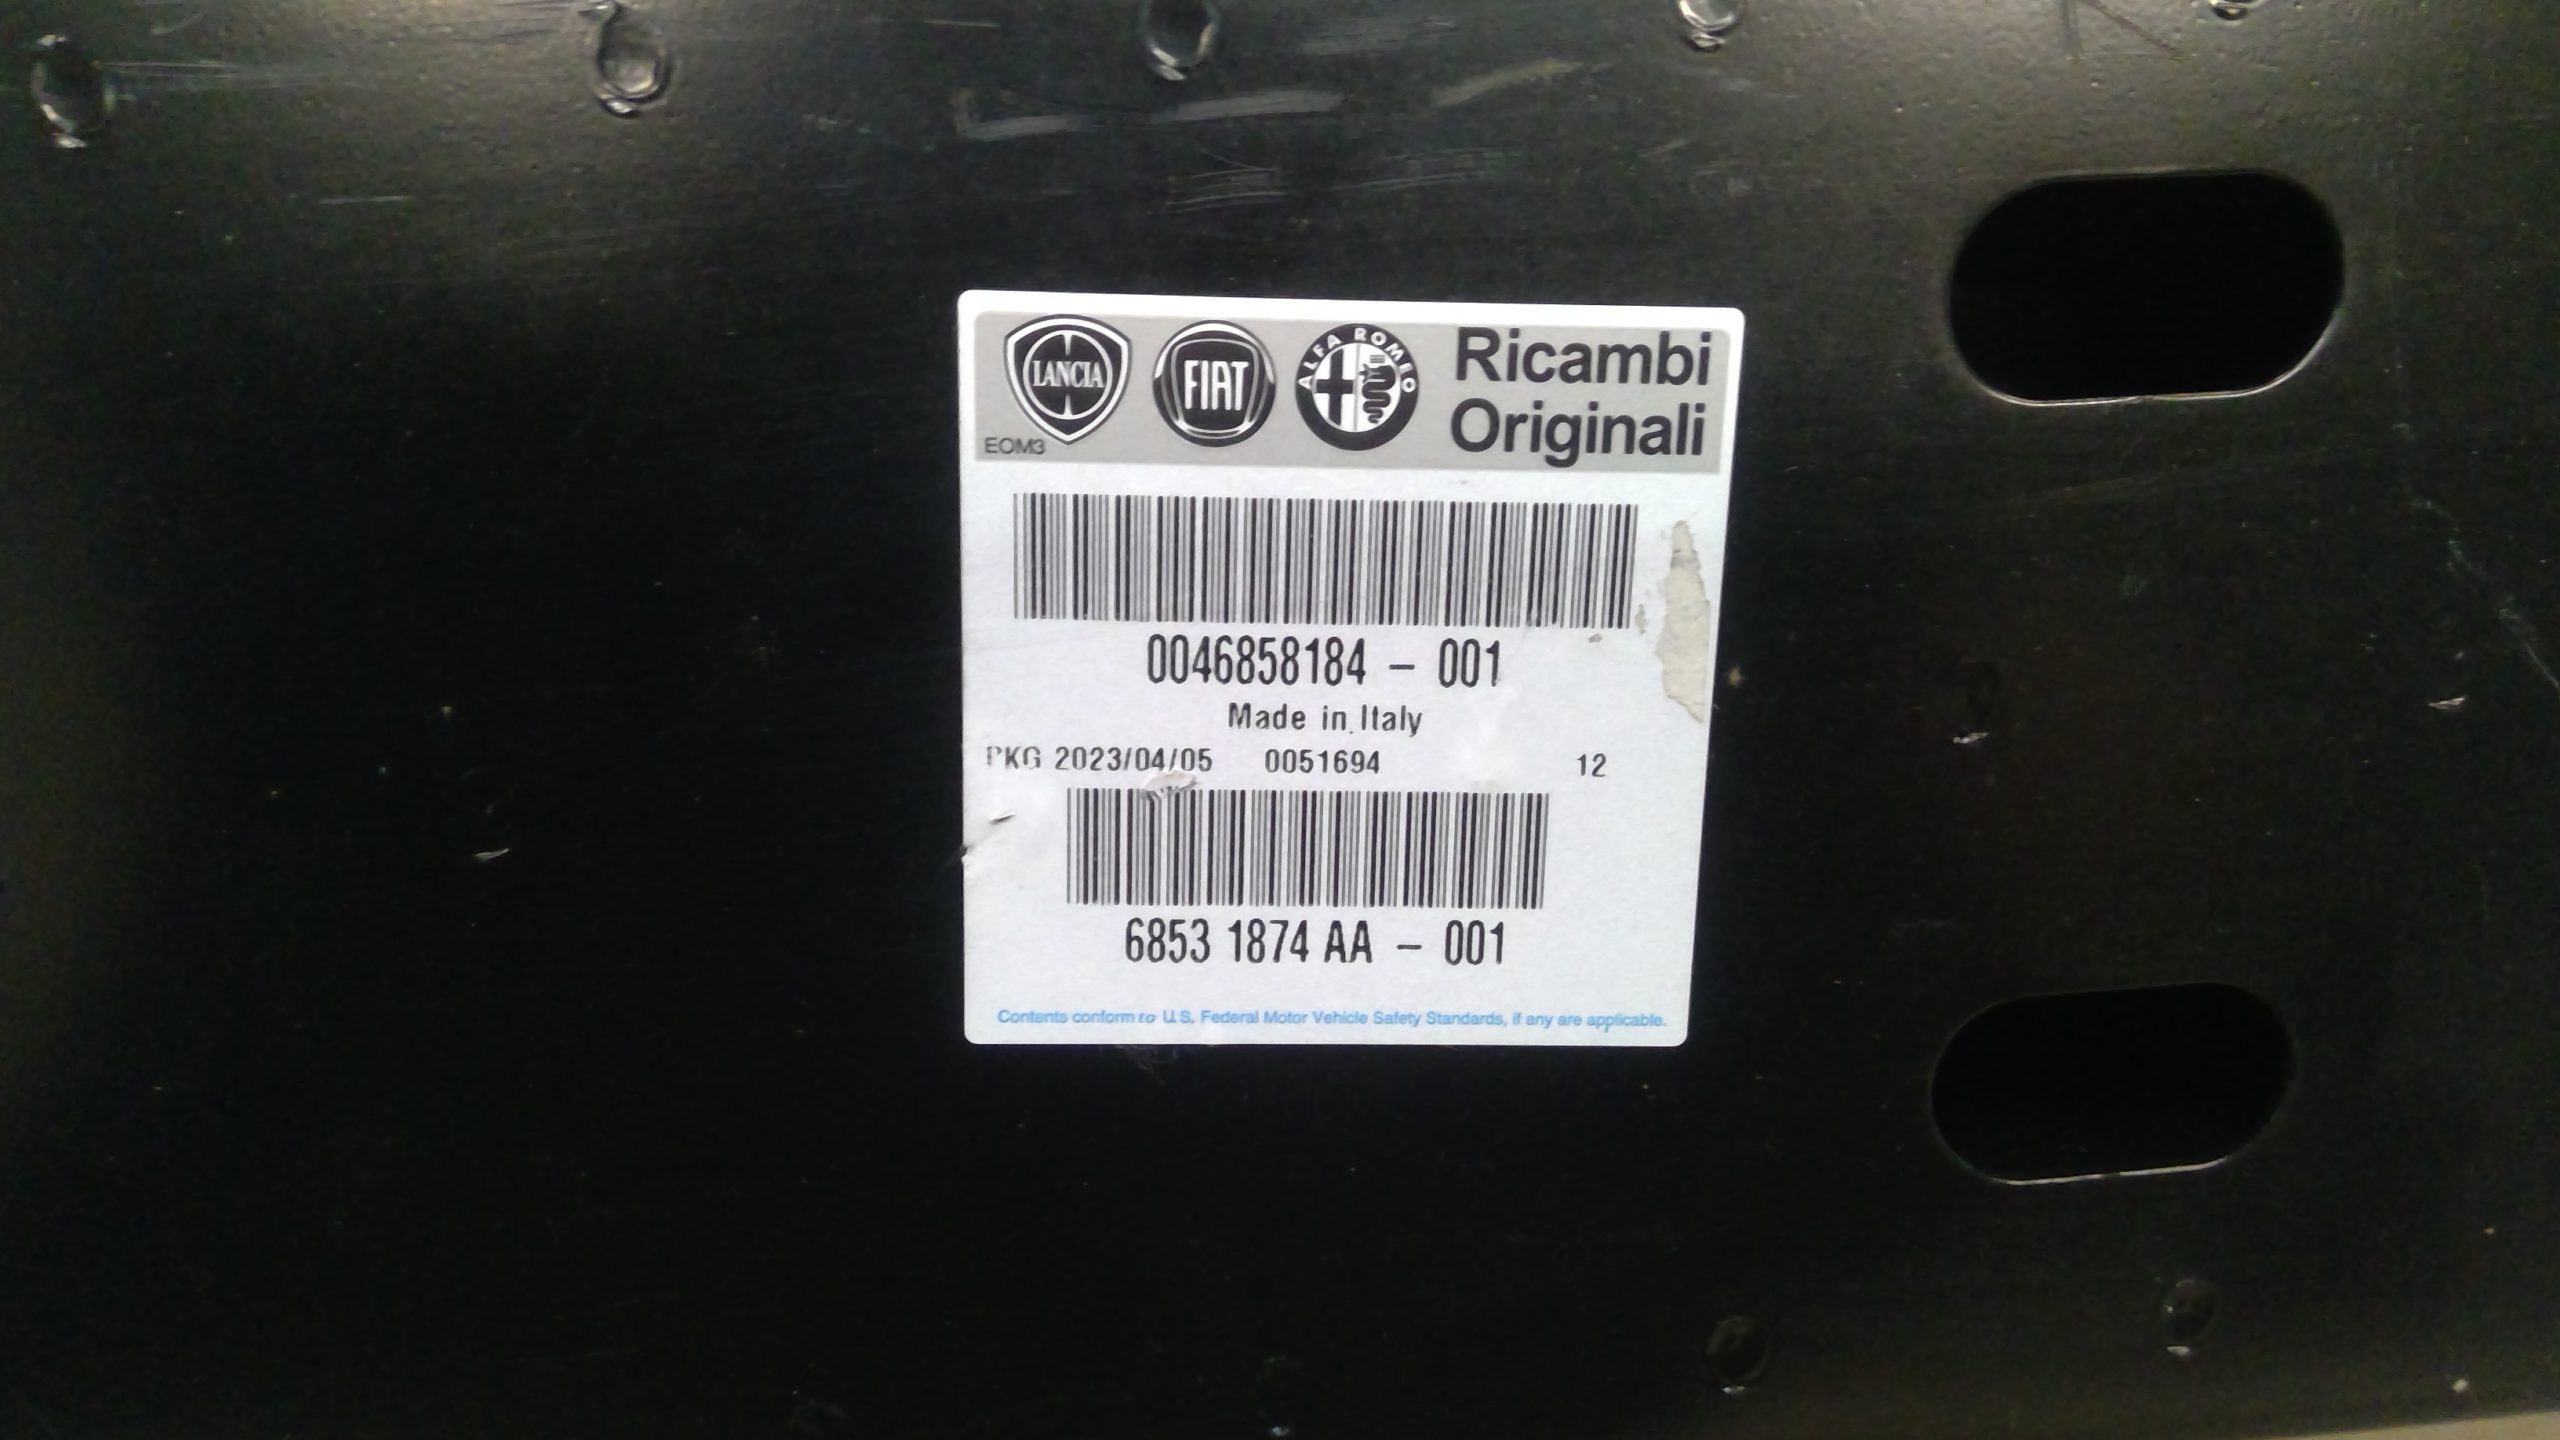 LANCIA
FIAT
ALFA ROMEO
Ricambi
Originali
EOM3
0046858184 - 001
Made in Italy
PKG 2023/04/05 0051694 12
6853 1874 AA - 001
Contents conform to U.S. Federal Motor Vehicle Safety Standards, if any are applicable.